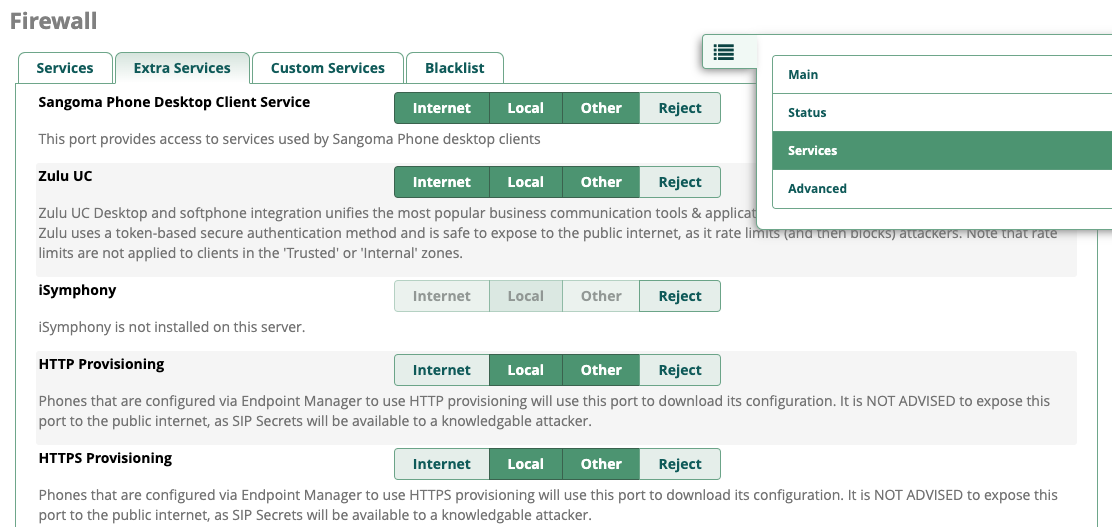 Firewall
Services
Extra Services
Custom Services
Blacklist
Main
Status
Services
Advanced
Sangoma Phone Desktop Client Service
Internet Local Other Reject
This port provides access to services used by Sangoma Phone desktop clients
Zulu UC
Internet Local Other Reject
Zulu UC Desktop and softphone integration unifies the most popular business communication tools &
Zulu uses a token-based secure authentication method and is safe to expose to the public internet, as it rate limits (and then blocks) attackers. Note that rate
limits are not applied to clients in the 'Trusted' or 'Internal' zones.
iSymphony
Internet Local Other Reject
iSymphony is not installed on this server.
HTTP Provisioning
Internet Local Other Reject
Phones that are configured via Endpoint Manager to use HTTP provisioning will use this port to download its configuration. It is NOT ADVISED to expose this
port to the public internet, as SIP Secrets will be available to a knowledgable attacker.
HTTPS Provisioning
Internet Local Other Reject
Phones that are configured via Endpoint Manager to use HTTPS provisioning will use this port to download its configuration. It is NOT ADVISED to expose this
port to the public internet, as SIP Secrets will be available to a knowledgable attacker.